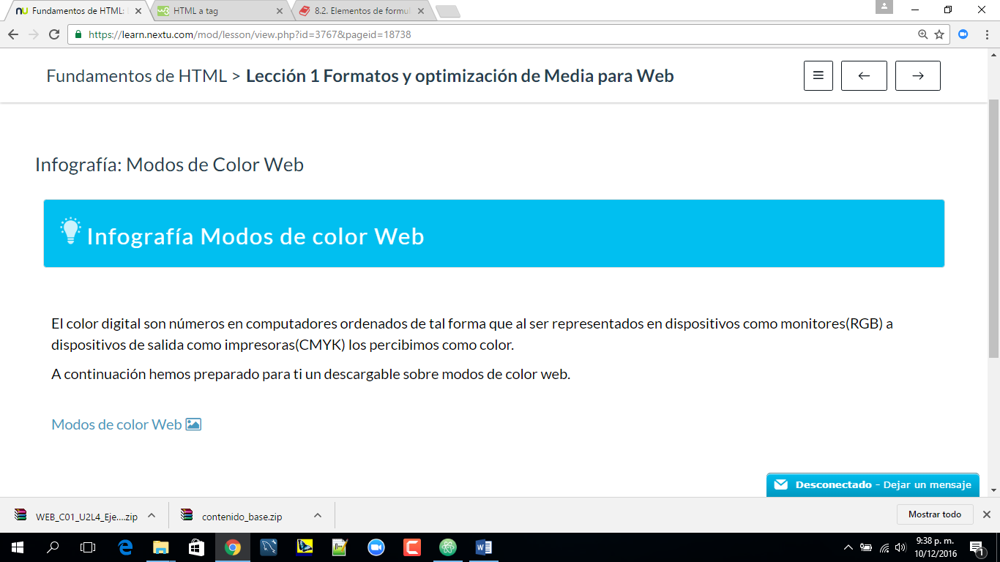 Fundamentos de HTML:
HTML a tag
8.2. Elementos de formul
https://learn.nextu.com/mod/lesson/view.php?id=3767&pageid=18738
Fundamentos de HTML > Lección 1 Formatos y optimización de Media para Web
Infografía: Modos de Color Web
Infografía Modos de color Web
El color digital son números en computadores ordenados de tal forma que al ser representados en dispositivos como monitores(RGB) a
dispositivos de salida como impresoras(CMYK) los percibimos como color.
A continuación hemos preparado para ti un descargable sobre modos de color web.
Modos de color Web
Desconectado - Dejar un mensaje
WEB_C01_U2L4_Eje....zip
contenido_base.zip
Mostrar todo
9:38 p. m.
10/12/2016
1